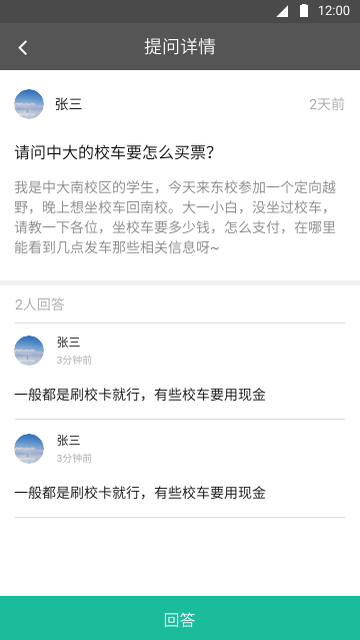 12:00
提问详情
张三
2天前
请问中大的校车要怎么买票?
我是中大南校区的学生，今天来东校参加一个定向越
野，晚上想坐校车回南校。大一小白，没坐过校车，
请教一下各位，坐校车要多少钱，怎么支付，在哪里
能看到几点发车那些相关信息呀~
2人回答
张三
3分钟前
一般都是刷校卡就行，有些校车要用现金
张三
3分钟前
一般都是刷校卡就行，有些校车要用现金
回答